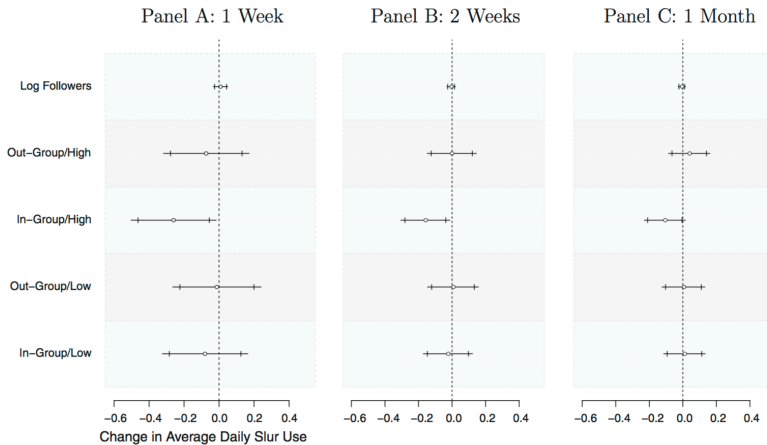 Panel A: 1 Week
Panel B: 2 Weeks
Panel C: 1 Month
Log Followers
Out−Group/High
In−Group/High
Out−Group/Low
In−Group/Low
−0.6 −0.4 −0.2 0.0 0.2 0.4
−0.6 −0.4 −0.2 0.0 0.2 0.4
−0.6 −0.4 −0.2 0.0 0.2 0.4
Change in Average Daily Slur Use